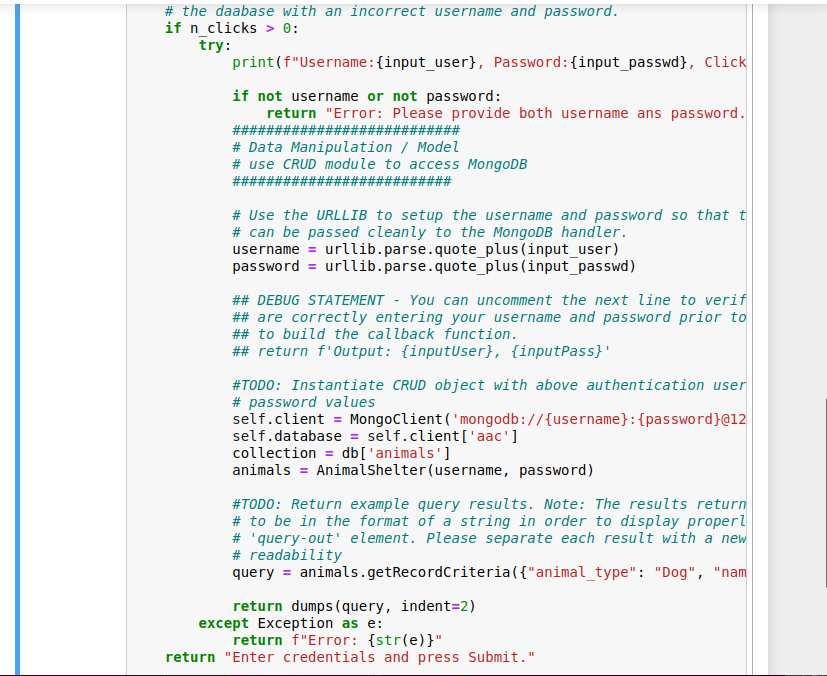 # the daabase with an incorrect username and password.
if n_clicks > 0:
try:
print(f"Username:{input_user}, Password:{input_passwd}, Click
if not username or not password:
return "Error: Please provide both username ans password.
###########################
# Data Manipulation / Model
# use CRUD module to access MongoDB
##########################
# Use the URLLIB to setup the username and password so that t
# can be passed cleanly to the MongoDB handler.
username = urllib.parse.quote_plus(input_user)
password = urllib.parse.quote_plus(input_passwd)
## DEBUG STATEMENT - You can uncomment the next line to verif
## are correctly entering your username and password prior to
## to build the callback function.
## return f'Output: {inputUser}, {inputPass}'
#TODO: Instantiate CRUD object with above authentication user
# password values
self.client = MongoClient('mongodb://{username}:{password}@12
self.database = self.client['aac']
collection = db['animals']
animals = AnimalShelter(username, password)
#TODO: Return example query results. Note: The results return
# to be in the format of a string in order to display properl
# 'query-out' element. Please separate each result with a new
# readability
query = animals.getRecordCriteria({"animal_type": "Dog", "nam
return dumps(query, indent=2)
except Exception as e:
return f"Error: {str(e)}"
return "Enter credentials and press Submit."